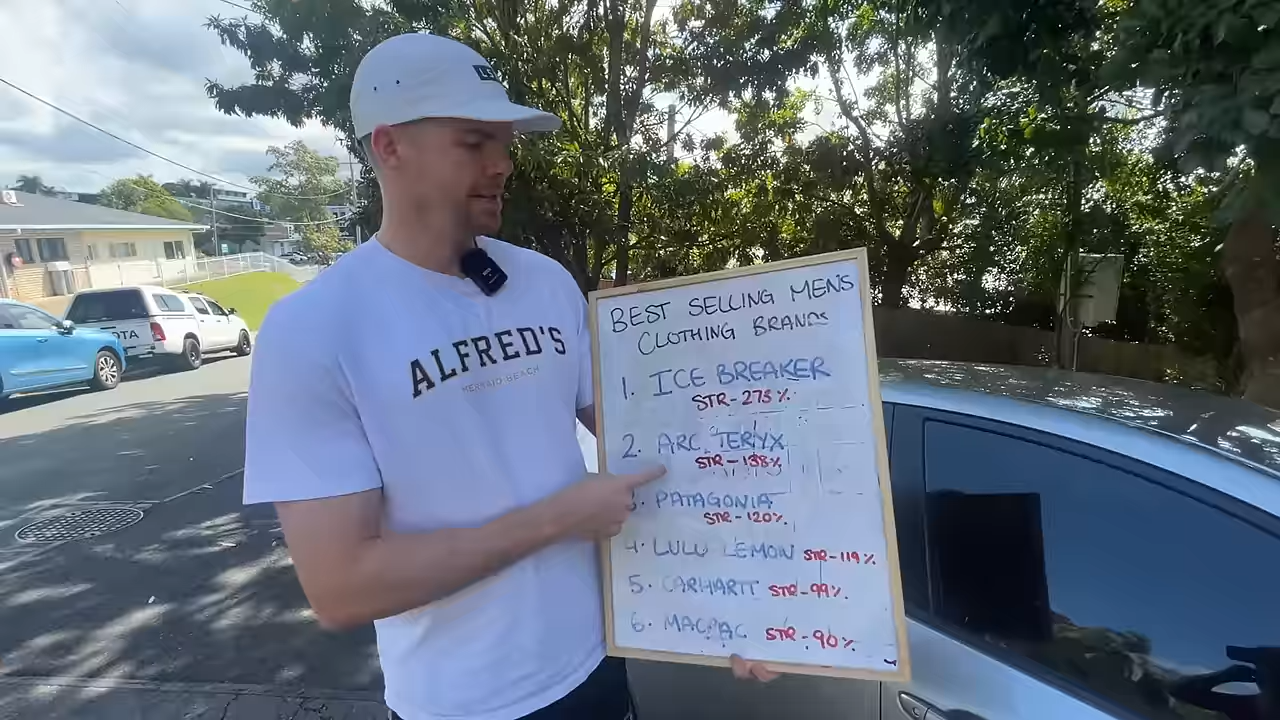 ALFRED'S
MERMAID BEACH
BEST SELLING MENS
CLOTHING BRANDS
1. ICE BREAKER
STR-275%
2. ARC'TERYX
STR-138%
3. PATAGONIA
STR-120%
4. LULU LEMON STR-119%
5. CARHARTT STR-99%
6. MACPAC STR-90%